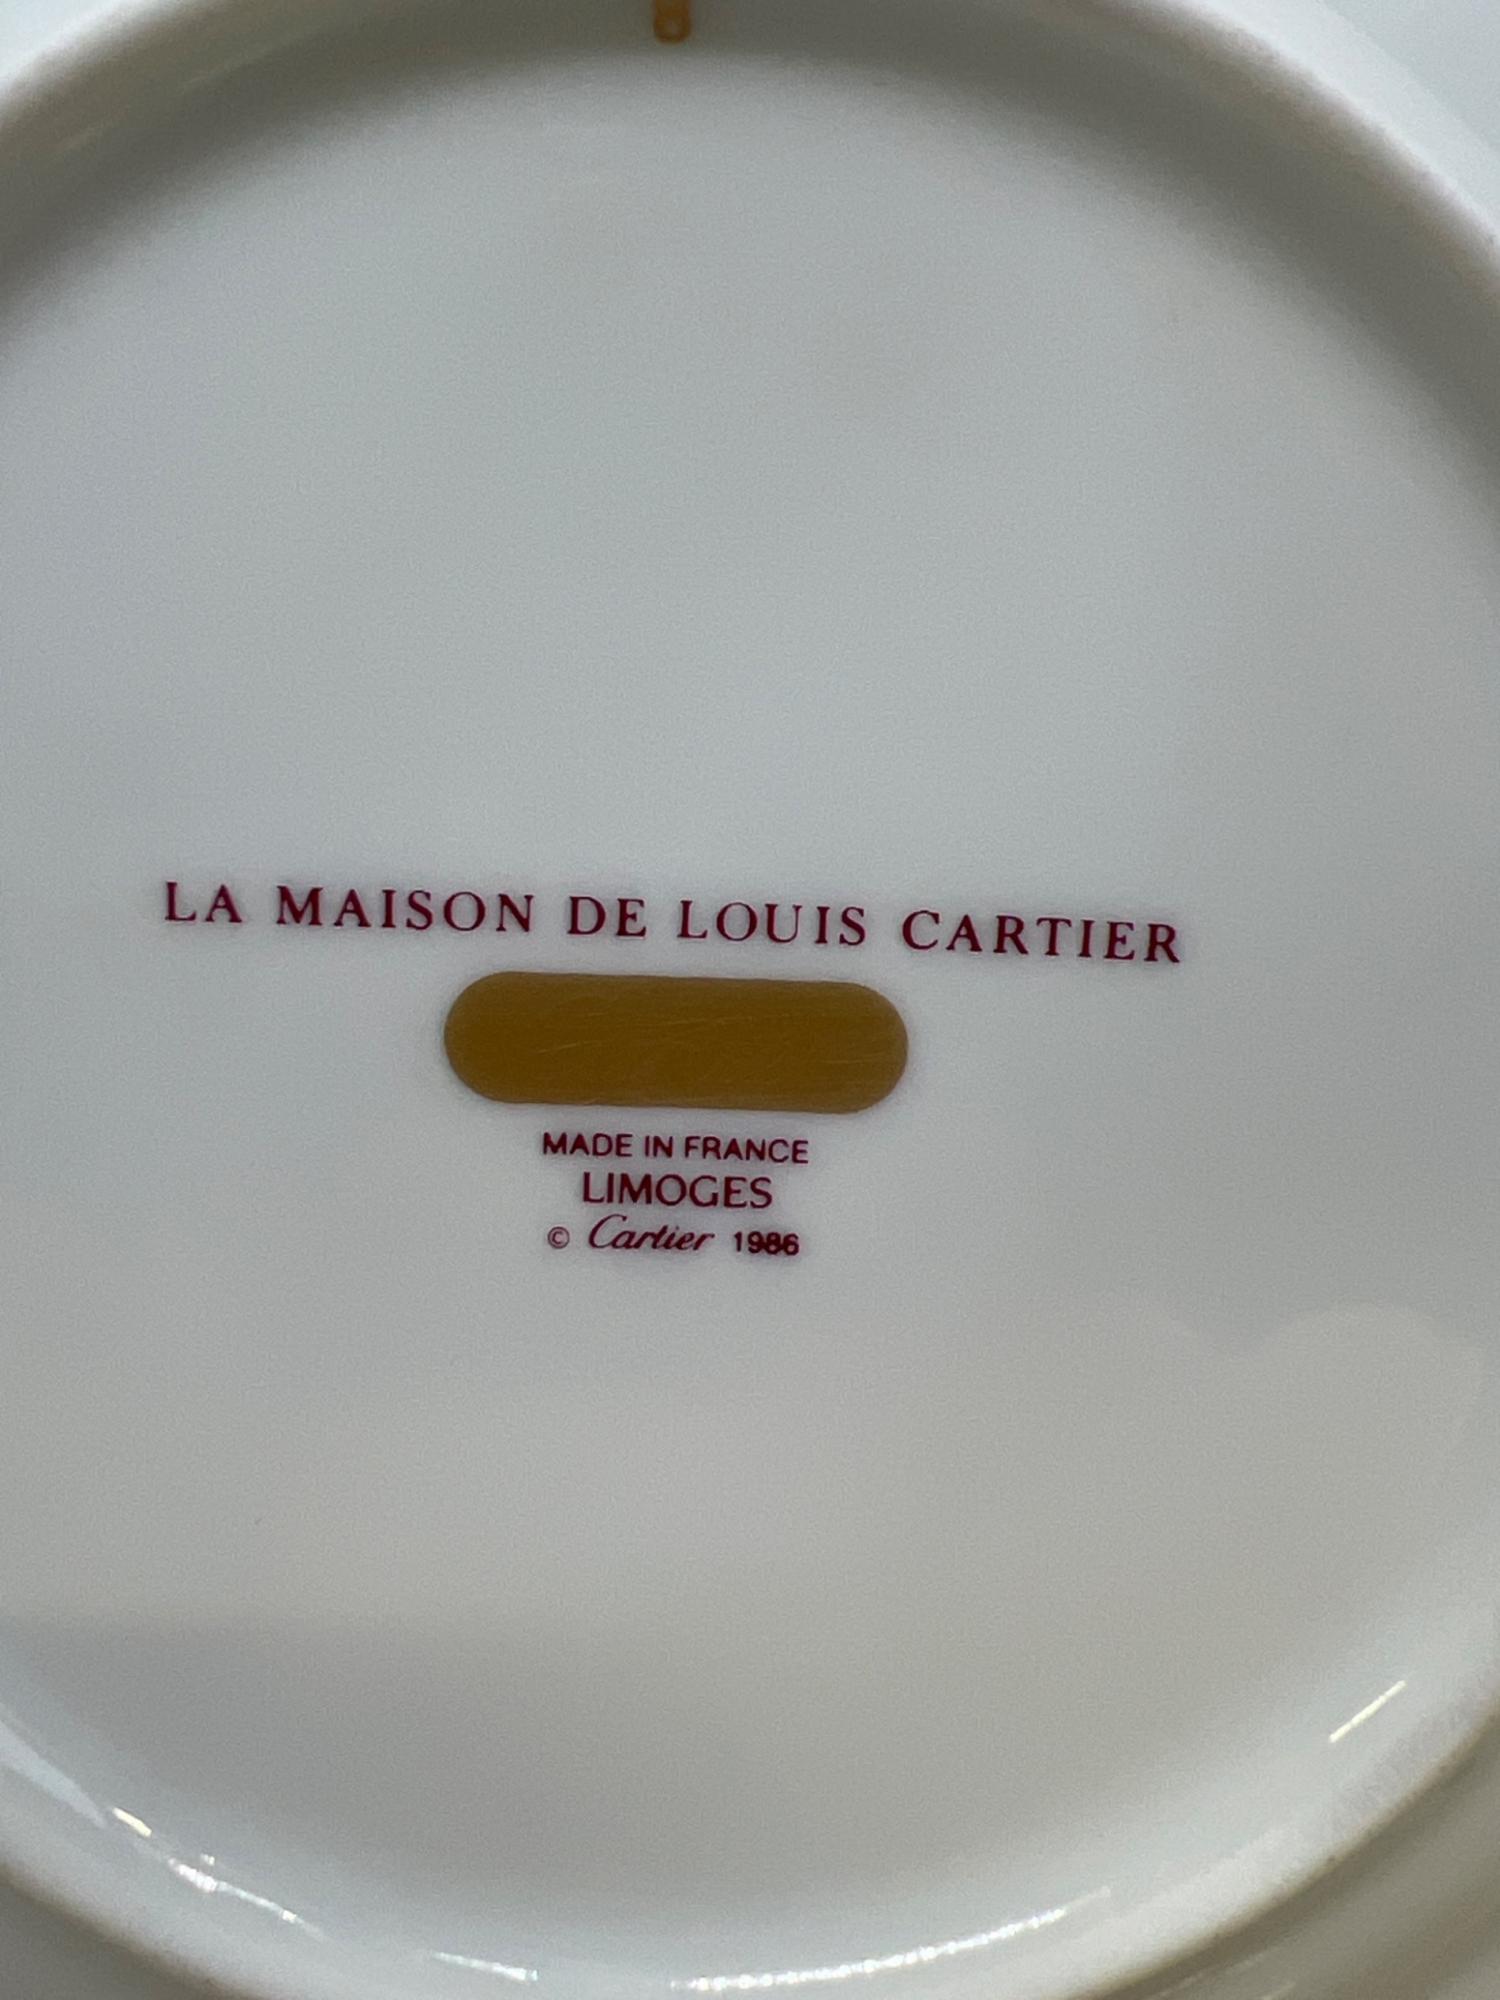 LA MAISON DE LOUIS CARTIER
MADE IN FRANCE
LIMOGES
© Cartier 1986